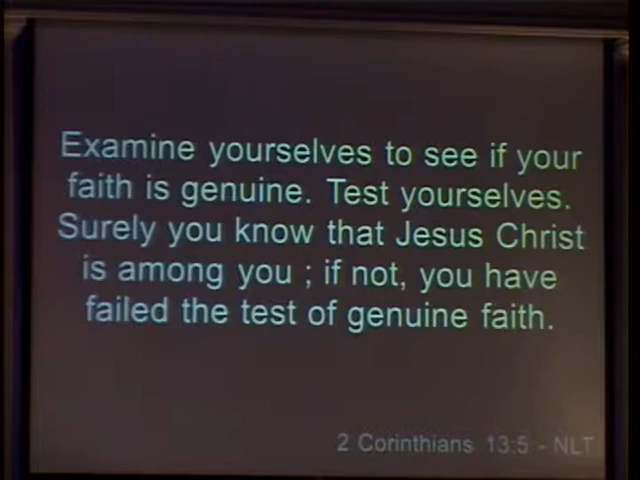 Examine yourselves to see if your
faith is genuine. Test yourselves.
Surely you know that Jesus Christ
is among you ; if not, you have
failed the test of genuine faith.
2 Corinthians 13:5 - NLT